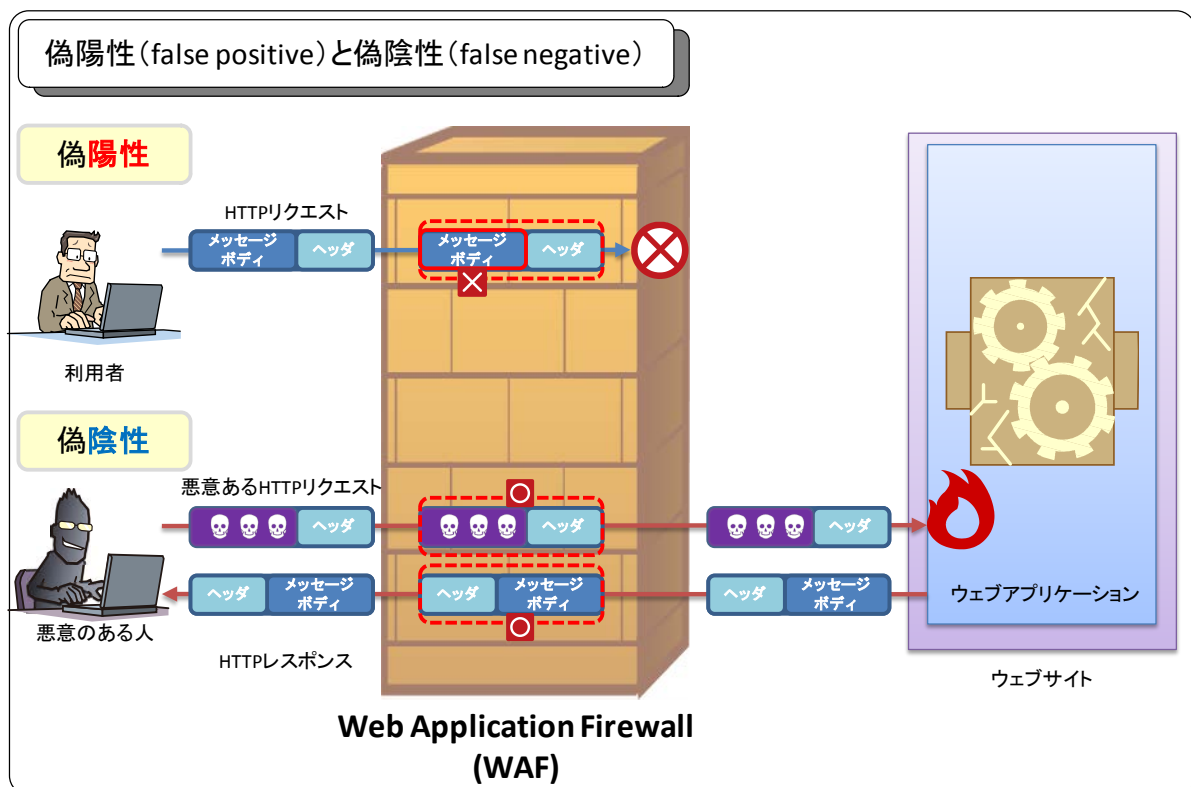 偽陽性(false positive)と偽陰性(false negative)
偽陽性
HTTPリクエスト
メッセージ
ボディ
ヘッダ
メッセージ
ボディ
ヘッダ
利用者
偽陰性
悪意あるHTTPリクエスト
ヘッダ
ヘッダ
ヘッダ
ヘッダ
メッセージ
ボディ
ヘッダ
メッセージ
ボディ
ヘッダ
メッセージ
ボディ
悪意のある人
HTTPレスポンス
ウェブアプリケーション
ウェブサイト
Web Application Firewall
(WAF)